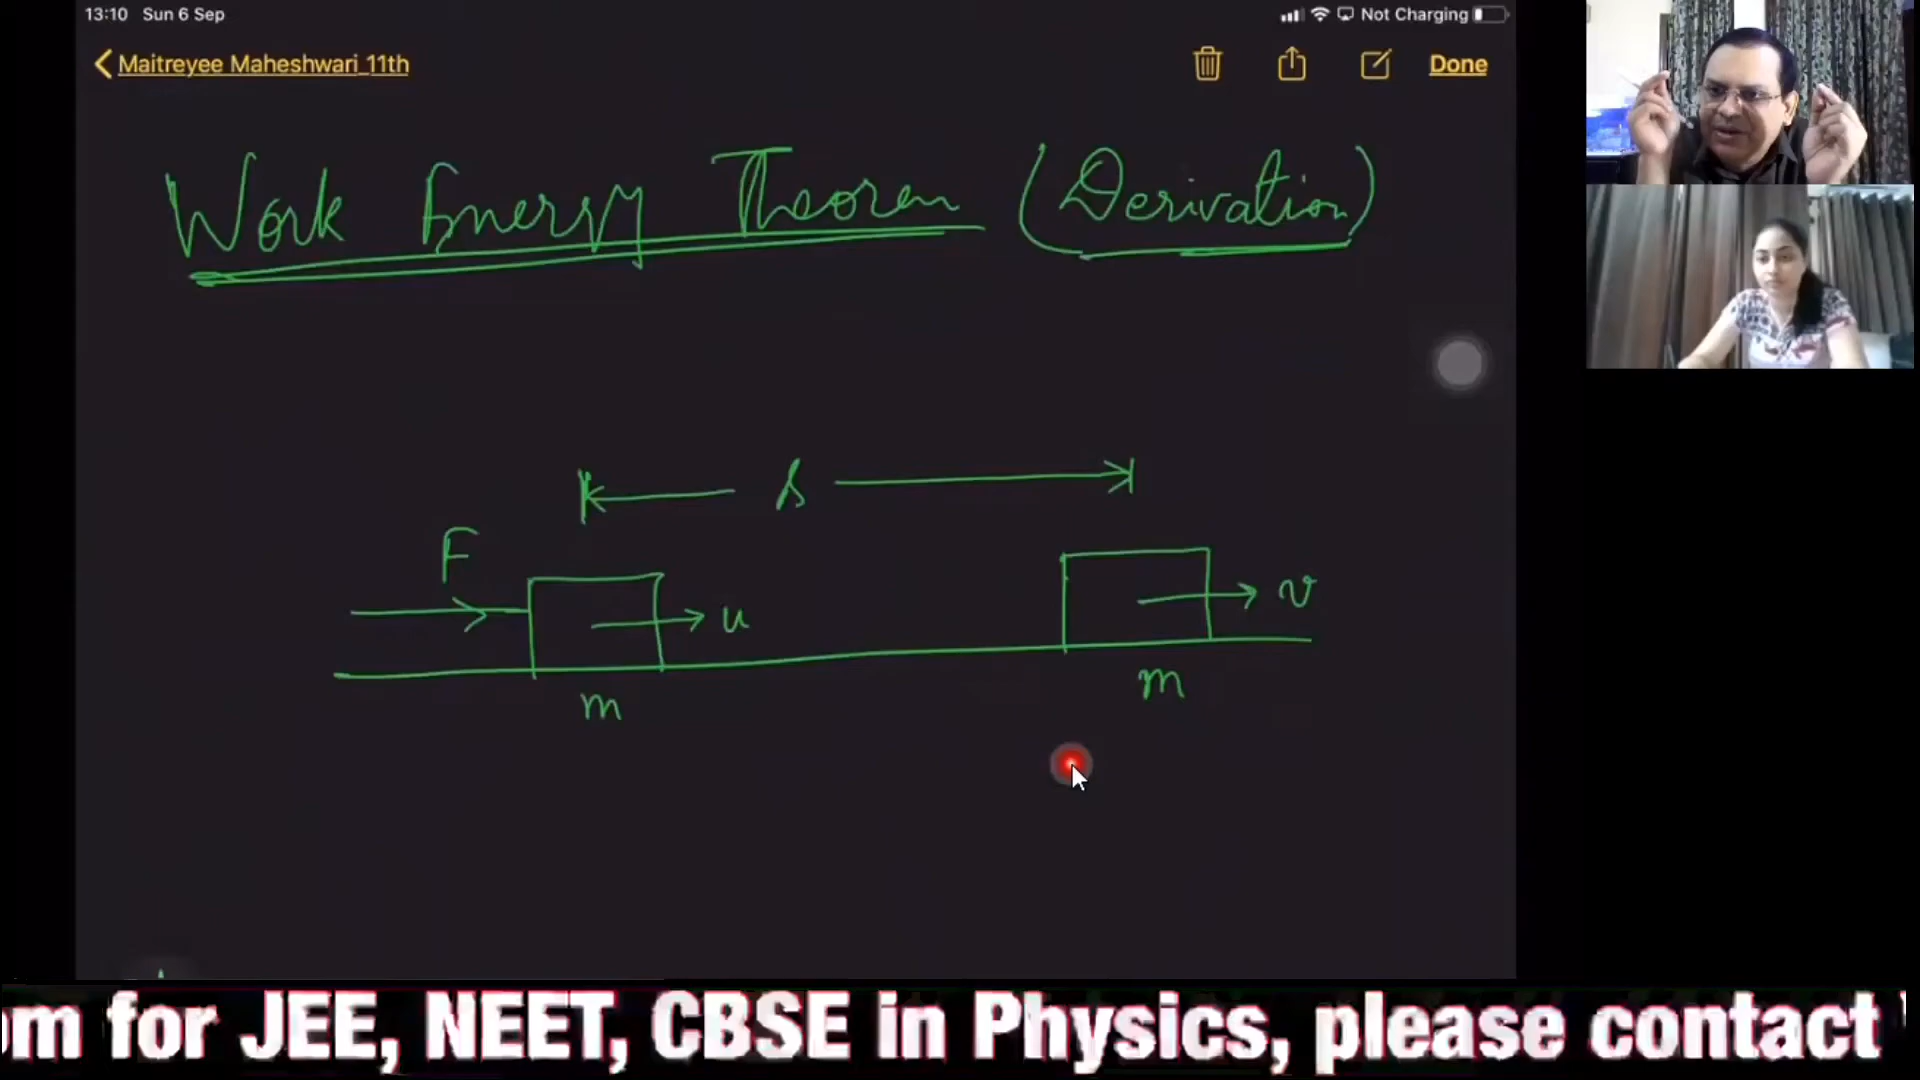 13:10 Sun 6 Sep
Not Charging
Maitreyee Maheshwari_11th
Done
Work Energy Theorem (Derivation)
s
F
u
v
m
m
om for JEE, NEET, CBSE in Physics, please contact